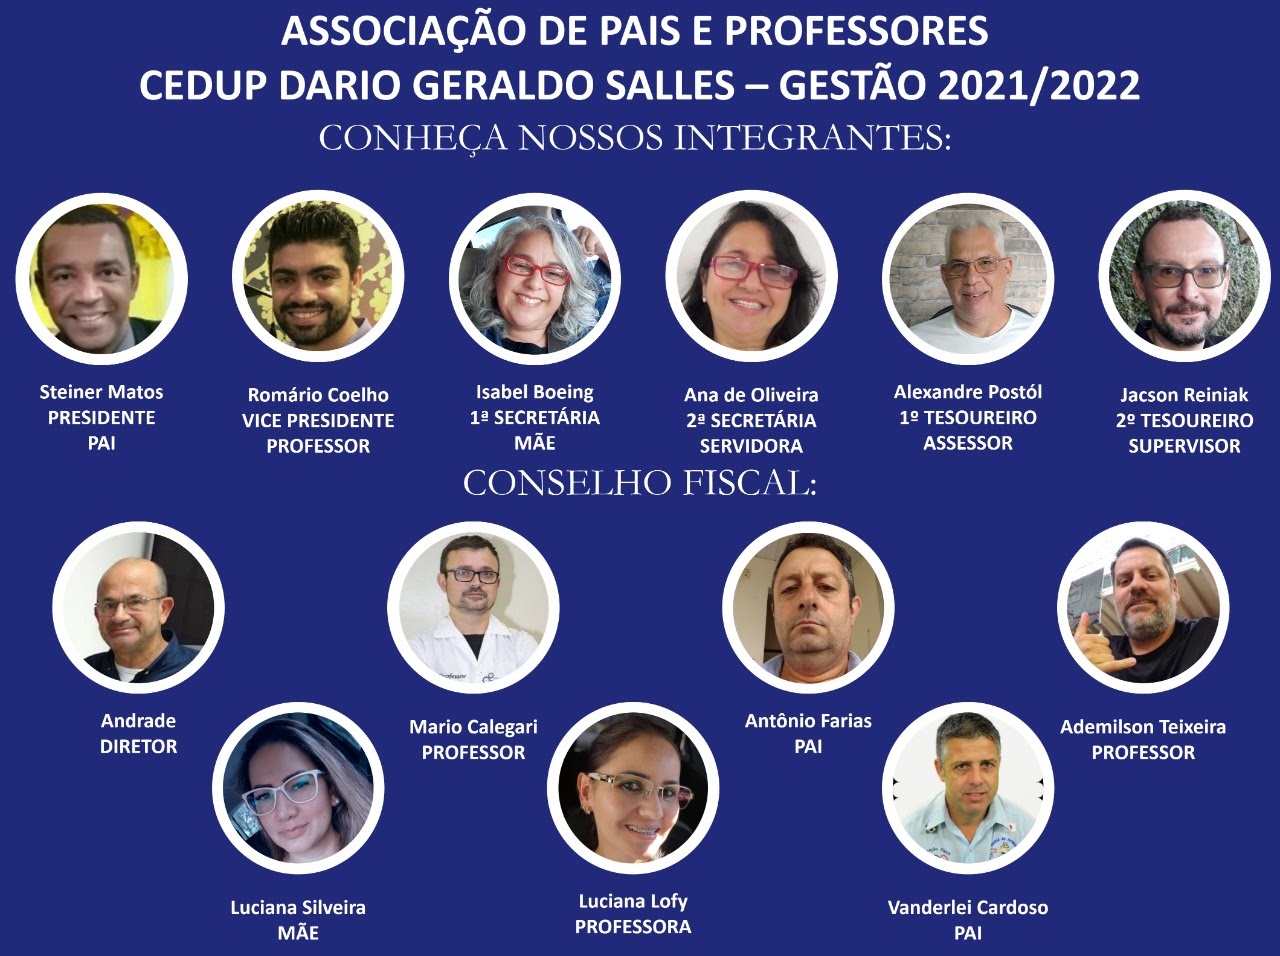 ASSOCIAÇÃO DE PAIS E PROFESSORES
CEDUP DARIO GERALDO SALLES – GESTÃO 2021/2022
CONHEÇA NOSSOS INTEGRANTES:
Steiner Matos
PRESIDENTE
PAI
Romário Coelho
VICE PRESIDENTE
PROFESSOR
Isabel Boeing
1ª SECRETÁRIA
MÃE
Ana de Oliveira
2ª SECRETÁRIA
SERVIDORA
Alexandre Postól
1º TESOUREIRO
ASSESSOR
Jacson Reiniak
2º TESOUREIRO
SUPERVISOR
CONSELHO FISCAL:
Andrade
DIRETOR
Mario Calegari
PROFESSOR
Antônio Farias
PAI
Ademilson Teixeira
PROFESSOR
Luciana Silveira
MÃE
Luciana Lofy
PROFESSORA
Vanderlei Cardoso
PAI